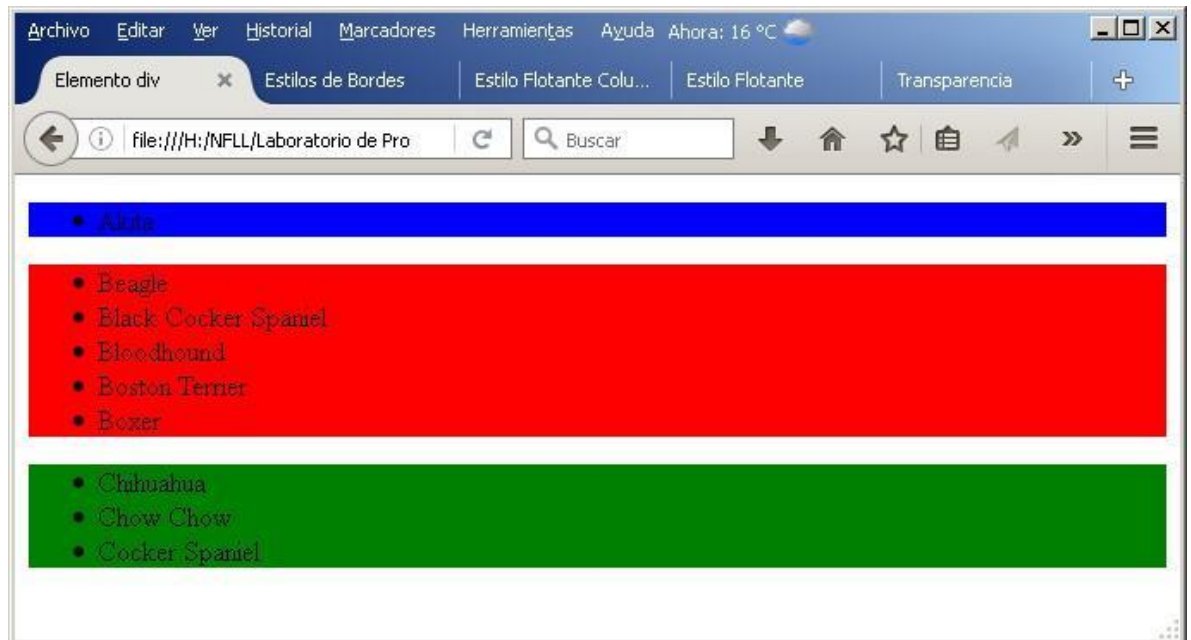 Archivo Editar Ver Historial Marcadores Herramientas Ayuda Ahora: 16 °C
Elemento div Estilos de Bordes Estilo Flotante Colu... Estilo Flotante Transparencia
file:///H:/NFLL/Laboratorio de Pro Buscar
• Akita
• Beagle
• Black Cocker Spaniel
• Bloodhound
• Boston Terrier
• Boxer
• Chihuahua
• Chow Chow
• Cocker Spaniel